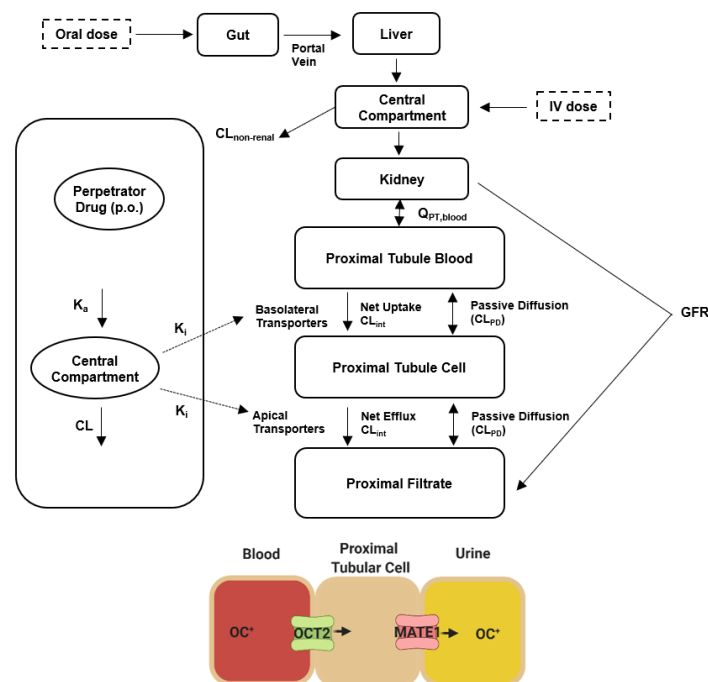 Oral dose
Gut
Portal
Vein
Liver
Central
Compartment
IV dose
CLnon-renal
Kidney
QPT,blood
Perpetrator
Drug (p.o.)
Ka
Central
Compartment
CL
Ki
Ki
Proximal Tubule Blood
Basolateral
Transporters
Net Uptake
CLint
Passive Diffusion
(CLPD)
GFR
Proximal Tubule Cell
Apical
Transporters
Net Efflux
CLint
Passive Diffusion
(CLPD)
Proximal Filtrate
Blood
Proximal
Tubular Cell
Urine
OC+
OCT2
MATE1
OC+